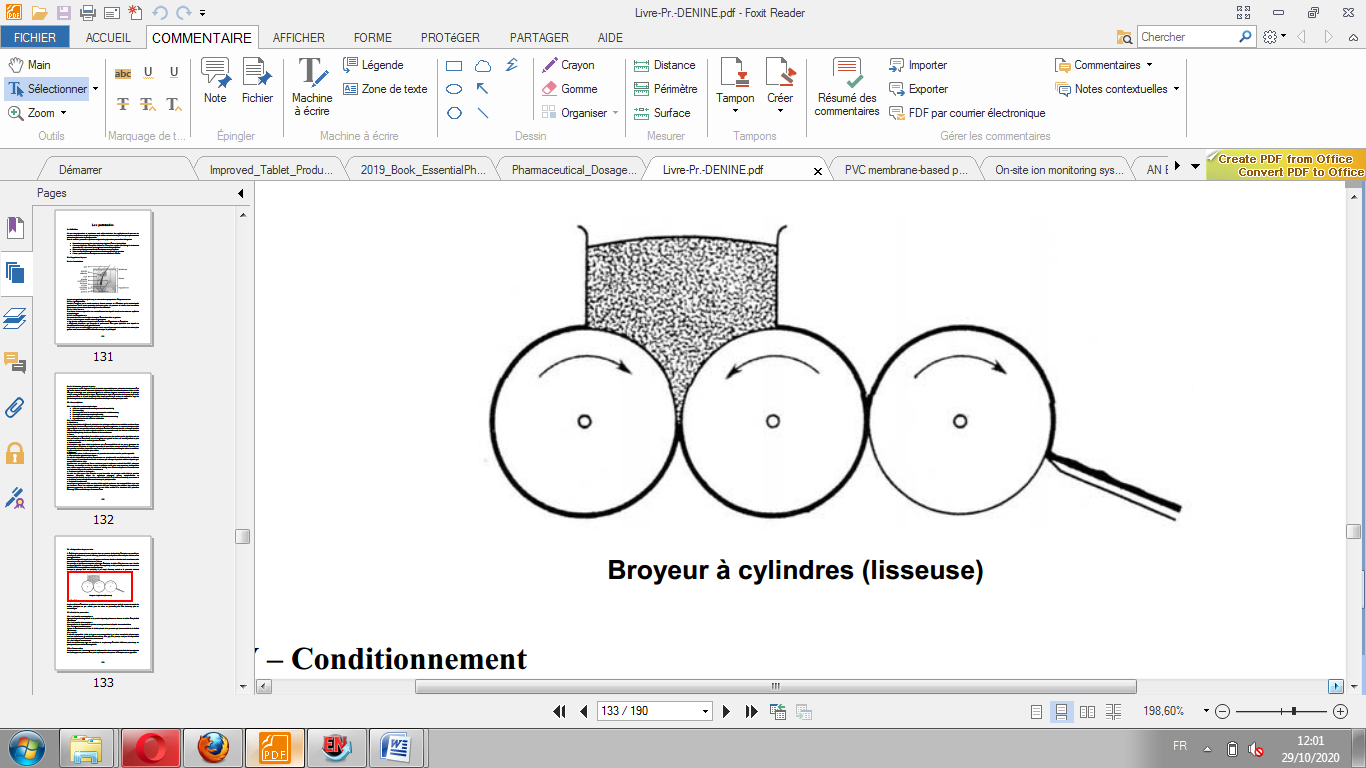 Livre-Pr.-DENINE.pdf - Foxit Reader
FICHIER ACCUEIL COMMENTAIRE AFFICHER FORME PROTéGER PARTAGER AIDE
Chercher
Main
Sélectionner
Zoom
Outils
abc U U
T T T
Marquage de t...
Note
Fichier
Épingler
Machine
à écrire
Légende
Zone de texte
Machine à écrire
Dessin
Crayon
Gomme
Organiser
Distance
Périmètre
Surface
Mesurer
Tampon
Créer
Tampons
Résumé des
commentaires
Importer
Exporter
FDF par courrier électronique
Commentaires
Notes contextuelles
Gérer les commentaires
Démarrer
Improved_Tablet_Produ...
2019_Book_EssentialPh...
Pharmaceutical_Dosage...
Livre-Pr.-DENINE.pdf
PVC membrane-based p...
On-site ion monitoring sys...
Create PDF from Office
Convert PDF to Office
Pages
131
132
133
Broyeur à cylindres (lisseuse)
– Conditionnement
133 / 190
198,60%
PDF
EN
FR
12:01
29/10/2020